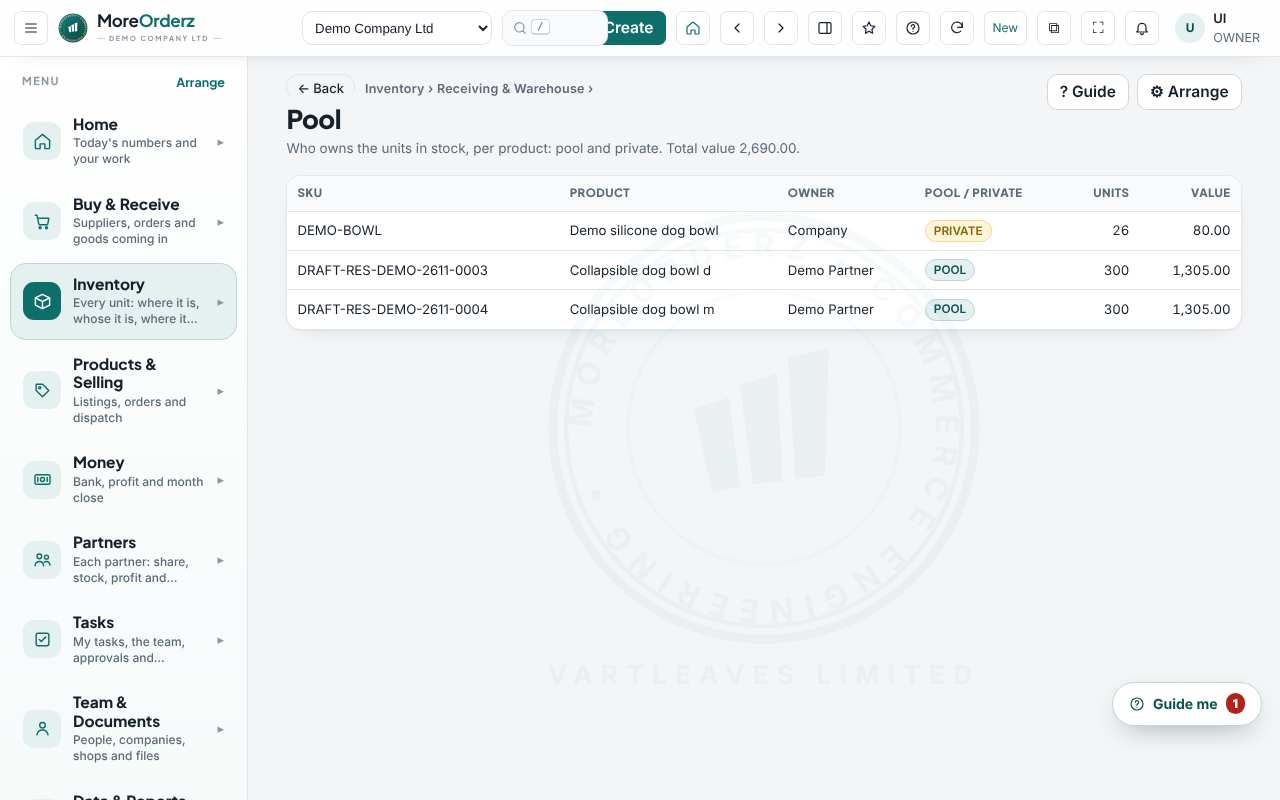 MoreOrderz
— DEMO COMPANY LTD —
Demo Company Ltd
/
Create
New
U
UI
OWNER
MENU
Arrange
Home
Today's numbers and
your work
Buy & Receive
Suppliers, orders and
goods coming in
Inventory
Every unit: where it is,
whose it is, where it...
Products &
Selling
Listings, orders and
dispatch
Money
Bank, profit and month
close
Partners
Each partner: share,
stock, profit and...
Tasks
My tasks, the team,
approvals and...
Team &
Documents
People, companies,
shops and files
Data & Reports
← Back
Inventory › Receiving & Warehouse ›
? Guide
⚙ Arrange
Pool
Who owns the units in stock, per product: pool and private. Total value 2,690.00.
SKU PRODUCT OWNER POOL / PRIVATE UNITS VALUE
DEMO-BOWL Demo silicone dog bowl Company PRIVATE 26 80.00
DRAFT-RES-DEMO-2611-0003 Collapsible dog bowl d Demo Partner POOL 300 1,305.00
DRAFT-RES-DEMO-2611-0004 Collapsible dog bowl m Demo Partner POOL 300 1,305.00
MOREORDERZ • COMMERCE ENGINEERING •
VARTLEAVES LIMITED
Guide me 1